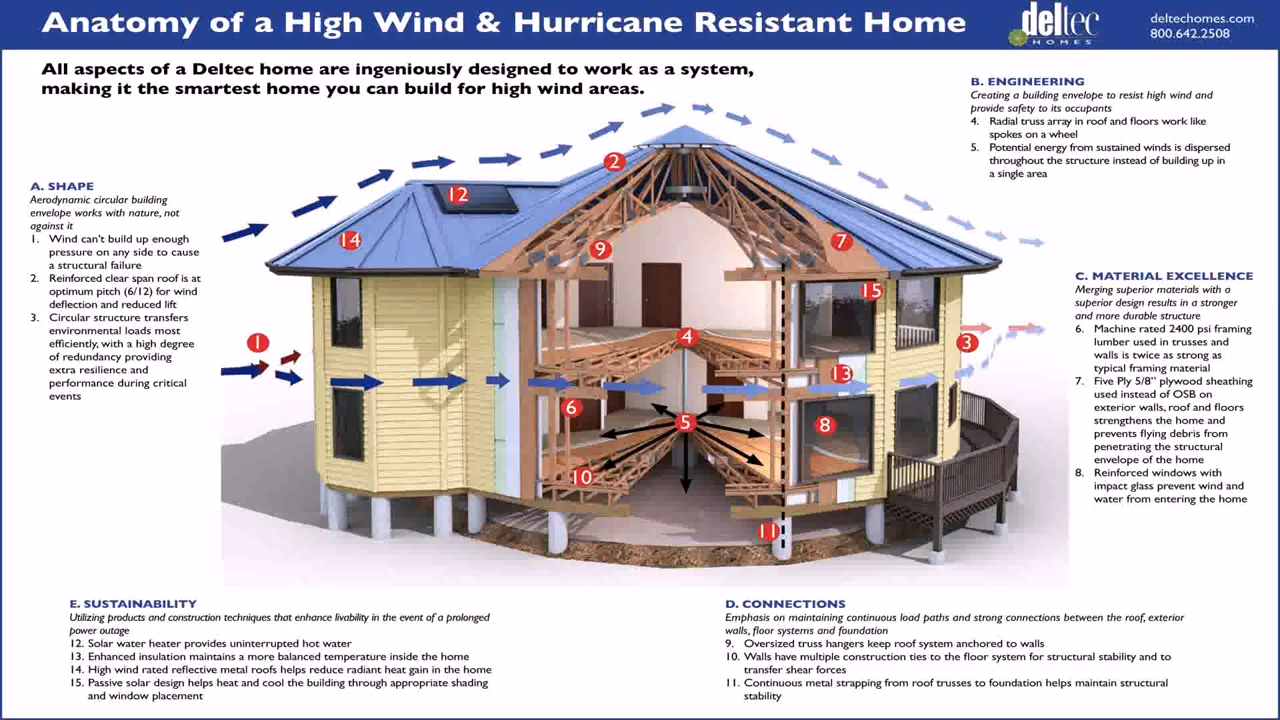 Anatomy of a High Wind & Hurricane Resistant Home
deltec
HOMES
deltechomes.com
800.642.2508
All aspects of a Deltec home are ingeniously designed to work as a system,
making it the smartest home you can build for high wind areas.
B. ENGINEERING
Creating a building envelope to resist high wind and
provide safety to its occupants
4. Radial truss array in roof and floors work like
spokes on a wheel
5. Potential energy from sustained winds is dispersed
throughout the structure instead of building up in
a single area
A. SHAPE
Aerodynamic circular building
envelope works with nature, not
against it
1. Wind can't build up enough
pressure on any side to cause
a structural failure
2. Reinforced clear span roof is at
optimum pitch (6/12) for wind
deflection and reduced lift
3. Circular structure transfers
environmental loads most
efficiently, with a high degree
of redundancy providing
extra resilience and
performance during critical
events
2
12
14
9
7
15
1
4
3
13
6
5
8
10
11
C. MATERIAL EXCELLENCE
Merging superior materials with a
superior design results in a stronger
and more durable structure
6. Machine rated 2400 psi framing
lumber used in trusses and
walls is twice as strong as
typical framing material
7. Five Ply 5/8" plywood sheathing
used instead of OSB on
exterior walls, roof and floors
strengthens the home and
prevents flying debris from
penetrating the structural
envelope of the home
8. Reinforced windows with
impact glass prevent wind and
water from entering the home
E. SUSTAINABILITY
Utilizing products and construction techniques that enhance livability in the event of a prolonged
power outage
12. Solar water heater provides uninterrupted hot water
13. Enhanced insulation maintains a more balanced temperature inside the home
14. High wind rated reflective metal roofs helps reduce radiant heat gain in the home
15. Passive solar design helps heat and cool the building through appropriate shading
and window placement
D. CONNECTIONS
Emphasis on maintaining continuous load paths and strong connections between the roof, exterior
walls, floor systems and foundation
9. Oversized truss hangers keep roof system anchored to walls
10. Walls have multiple construction ties to the floor system for structural stability and to
transfer shear forces
11. Continuous metal strapping from roof trusses to foundation helps maintain structural
stability